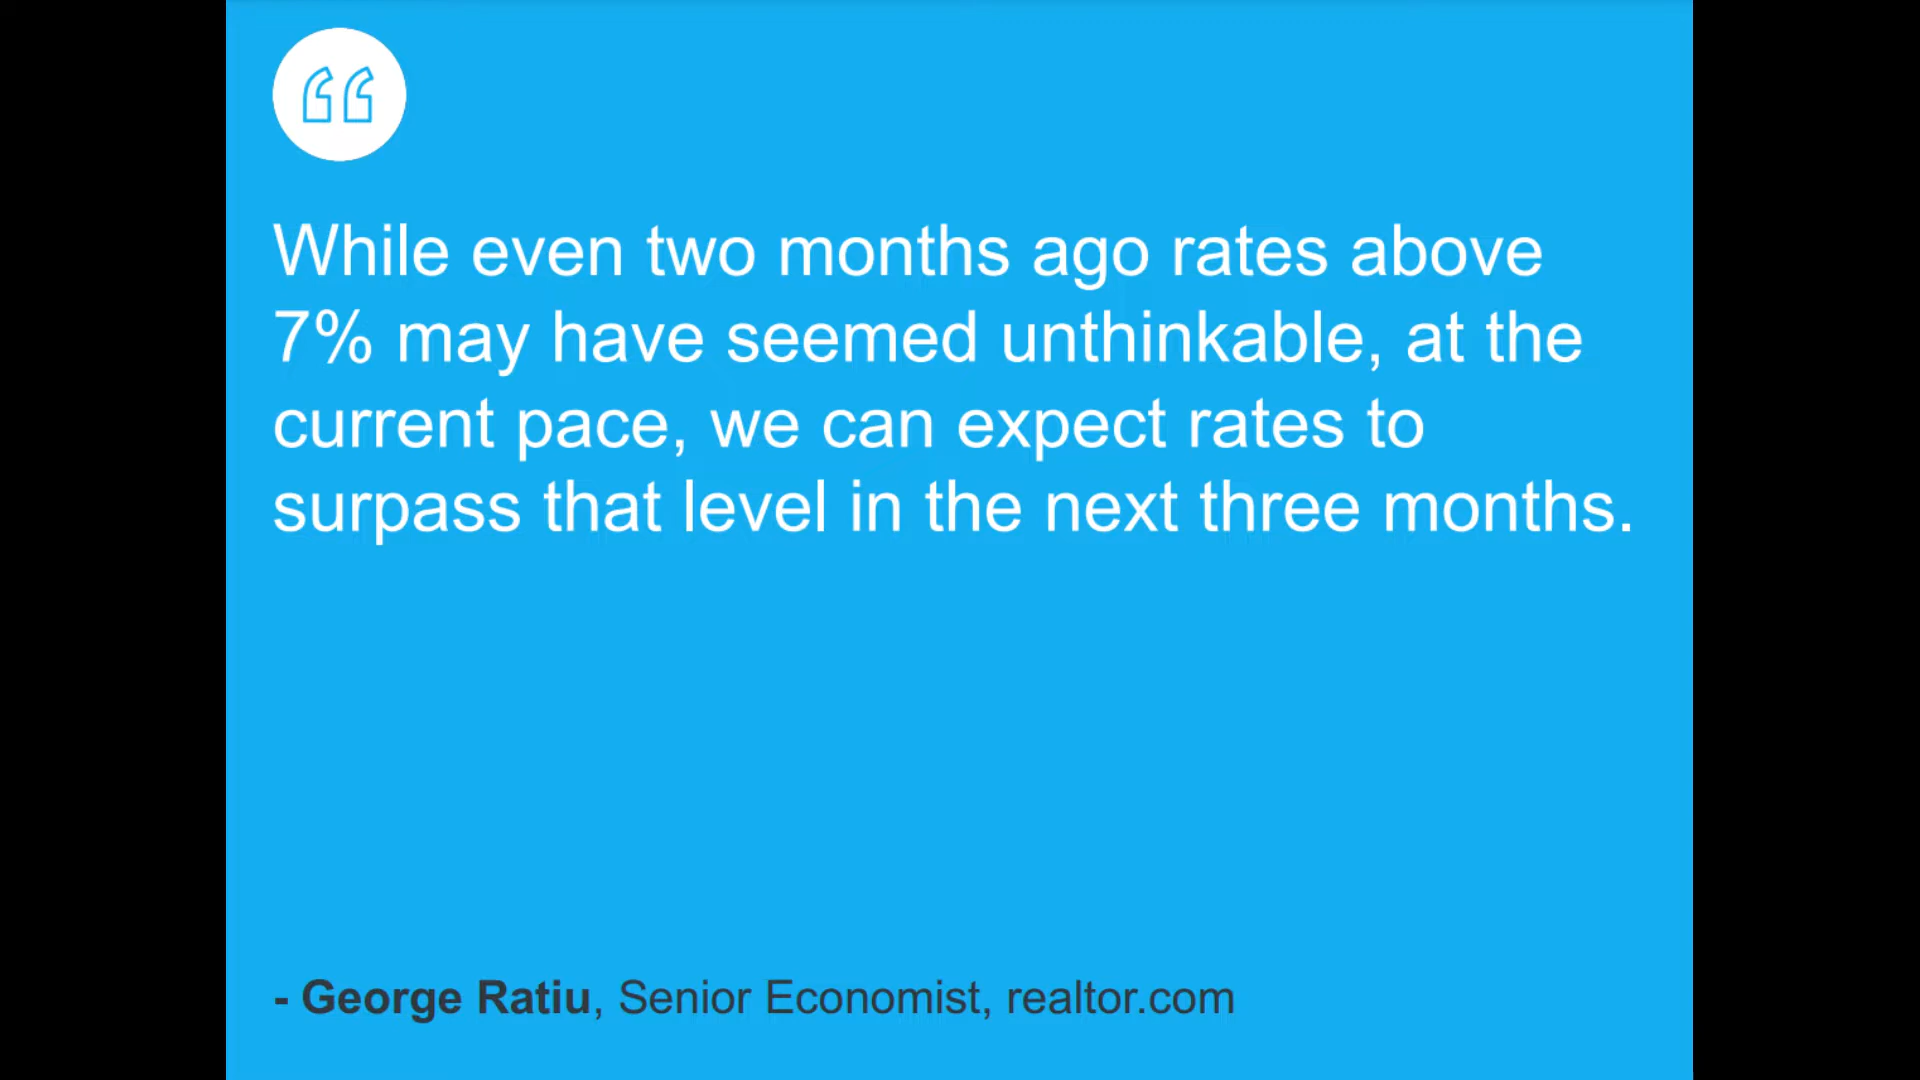 “
While even two months ago rates above
7% may have seemed unthinkable, at the
current pace, we can expect rates to
surpass that level in the next three months.
- George Ratiu, Senior Economist, realtor.com